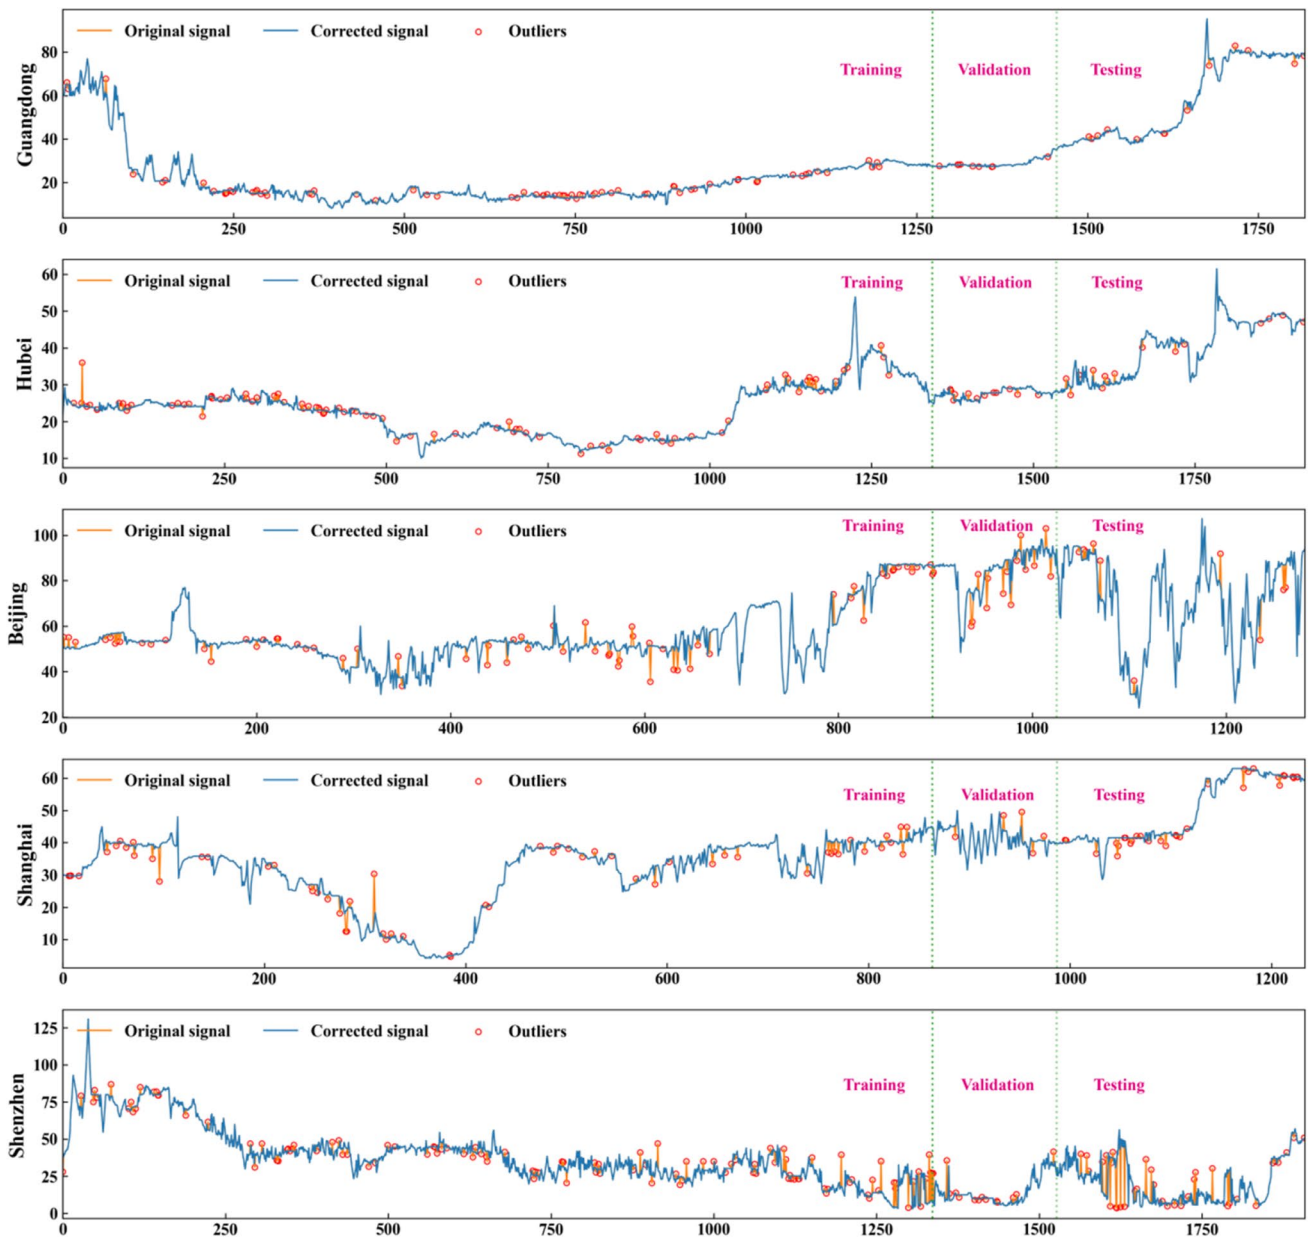 Original signal Corrected signal Outliers
Training Validation Testing
Guangdong
80
60
40
20
0 250 500 750 1000 1250 1500 1750
Original signal Corrected signal Outliers
Training Validation Testing
Hubei
60
50
40
30
20
10
0 250 500 750 1000 1250 1500 1750
Original signal Corrected signal Outliers
Training Validation Testing
Beijing
100
80
60
40
20
0 200 400 600 800 1000 1200
Original signal Corrected signal Outliers
Training Validation Testing
Shanghai
60
50
40
30
20
10
0 200 400 600 800 1000 1200
Original signal Corrected signal Outliers
Training Validation Testing
Shenzhen
125
100
75
50
25
0
0 250 500 750 1000 1250 1500 1750